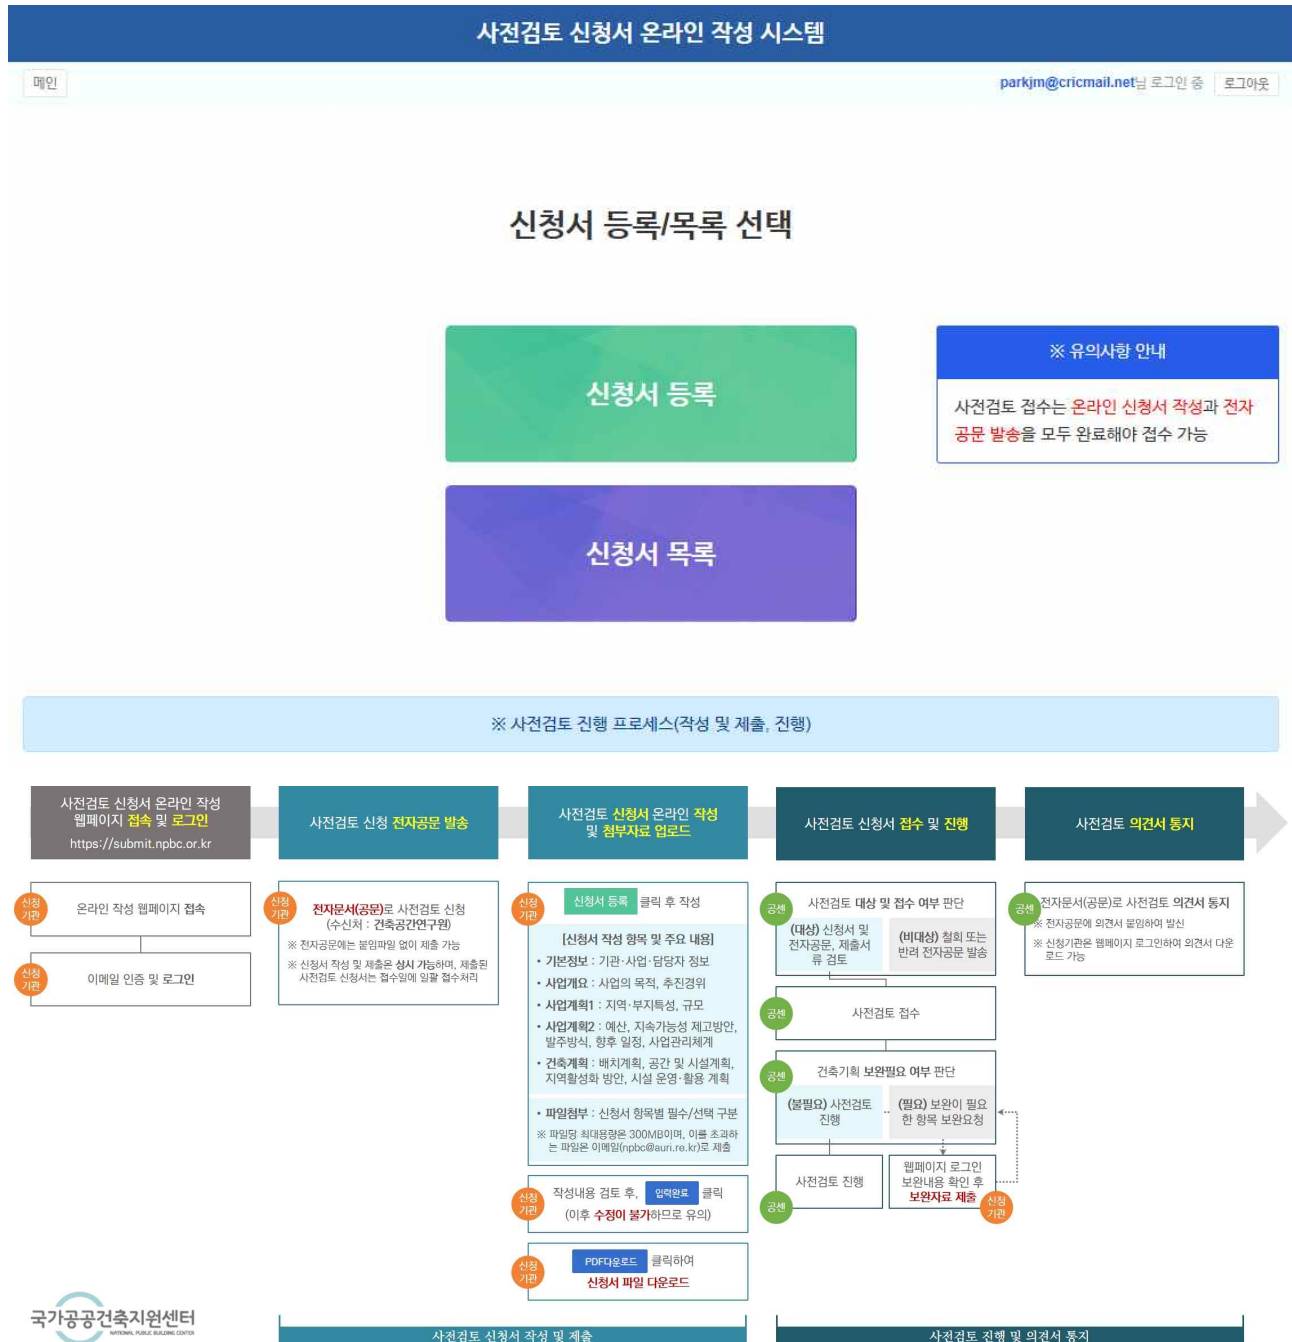 사전검토 신청서 온라인 작성 시스템
메인
parkjm@cricmail.net님 로그인 중
로그아웃
신청서 등록/목록 선택
신청서 등록
※ 유의사항 안내
사전검토 접수는 온라인 신청서 작성과 전자
공문 발송을 모두 완료해야 접수 가능
신청서 목록
※ 사전검토 진행 프로세스(작성 및 제출, 진행)
사전검토 신청서 온라인 작성
웹페이지 접속 및 로그인
https://submit.npbc.or.kr
신청
기관
온라인 작성 웹페이지 접속
신청
기관
이메일 인증 및 로그인
사전검토 신청 전자공문 발송
신청
기관
전자문서(공문)로 사전검토 신청
(수신처 : 건축공간연구원)
※ 전자공문에는 붙임파일 없이 제출 가능
※ 신청서 작성 및 제출은 상시 가능하며, 제출된
사전검토 신청서는 접수일에 일괄 접수처리
사전검토 신청서 온라인 작성
및 첨부자료 업로드
신청
기관
신청서 등록 클릭 후 작성
[신청서 작성 항목 및 주요 내용]
• 기본정보 : 기관·사업·담당자 정보
• 사업개요 : 사업의 목적, 추진경위
• 사업계획1 : 지역·부지특성, 규모
• 사업계획2 : 예산, 지속가능성 제고방안,
발주방식, 향후 일정, 사업관리체계
• 건축계획 : 배치계획, 공간 및 시설계획,
지역활성화 방안, 시설 운영·활용 계획
• 파일첨부 : 신청서 항목별 필수/선택 구분
※ 파일당 최대용량은 300MB이며, 이를 초과하
는 파일은 이메일(npbc@auri.re.kr)로 제출
신청
기관
작성내용 검토 후, 입력완료 클릭
(이후 수정이 불가하므로 유의)
신청
기관
PDF다운로드 클릭하여
신청서 파일 다운로드
사전검토 신청서 접수 및 진행
공센
사전검토 대상 및 접수 여부 판단
(대상) 신청서 및
전자공문, 제출서
류 검토
(비대상) 철회 또는
반려 전자공문 발송
공센
사전검토 접수
공센
건축기획 보완필요 여부 판단
(불필요) 사전검토
진행
(필요) 보완이 필요
한 항목 보완요청
공센
사전검토 진행
웹페이지 로그인
보완내용 확인 후
보완자료 제출
신청
기관
사전검토 의견서 통지
공센
전자문서(공문)로 사전검토 의견서 통지
※ 전자공문에 의견서 붙임하여 발신
※ 신청기관은 웹페이지 로그인하여 의견서 다운
로드 가능
국가공공건축지원센터
NATIONAL PUBLIC BUILDING CENTER
사전검토 신청서 작성 및 제출
사전검토 진행 및 의견서 통지